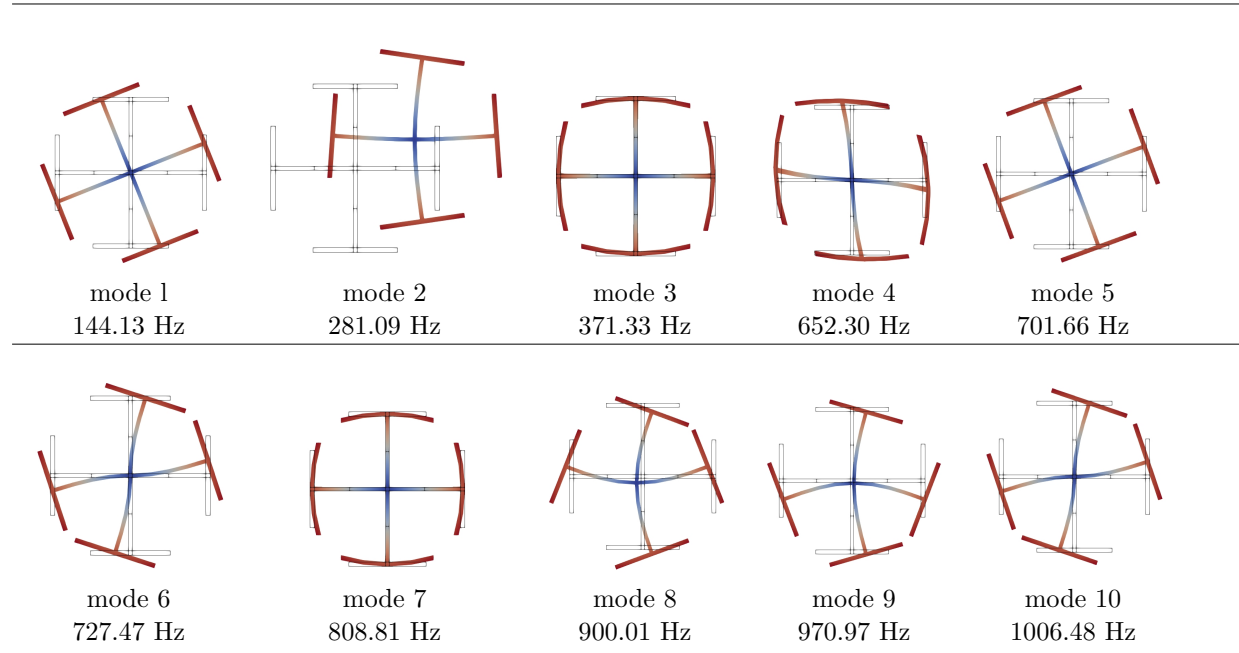 mode 1 mode 2 mode 3 mode 4 mode 5
144.13 Hz 281.09 Hz 371.33 Hz 652.30 Hz 701.66 Hz
mode 6 mode 7 mode 8 mode 9 mode 10
727.47 Hz 808.81 Hz 900.01 Hz 970.97 Hz 1006.48 Hz